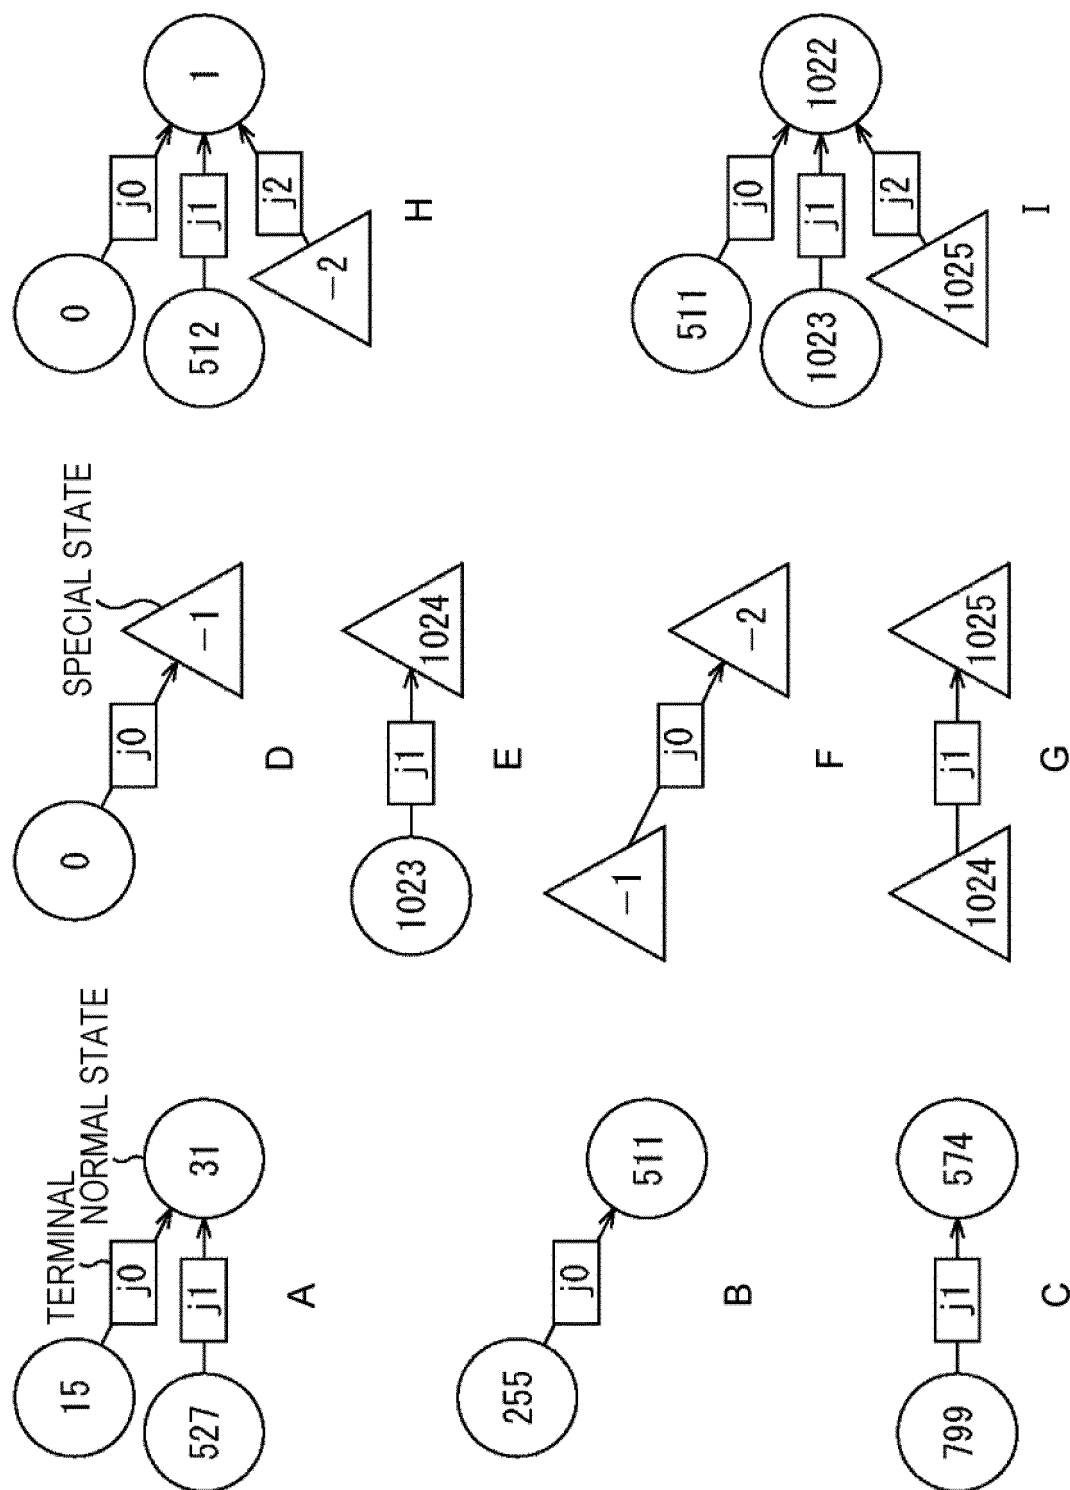 TERMINAL
NORMAL STATE
15
j0
527
j1
31
A
255
j0
511
B
799
j1
574
C
SPECIAL STATE
0
j0
−1
D
1023
j1
1024
E
−1
j0
−2
F
1024
j1
1025
G
0
j0
512
j1
−2
j2
1
H
511
j0
1023
j1
1025
j2
1022
I